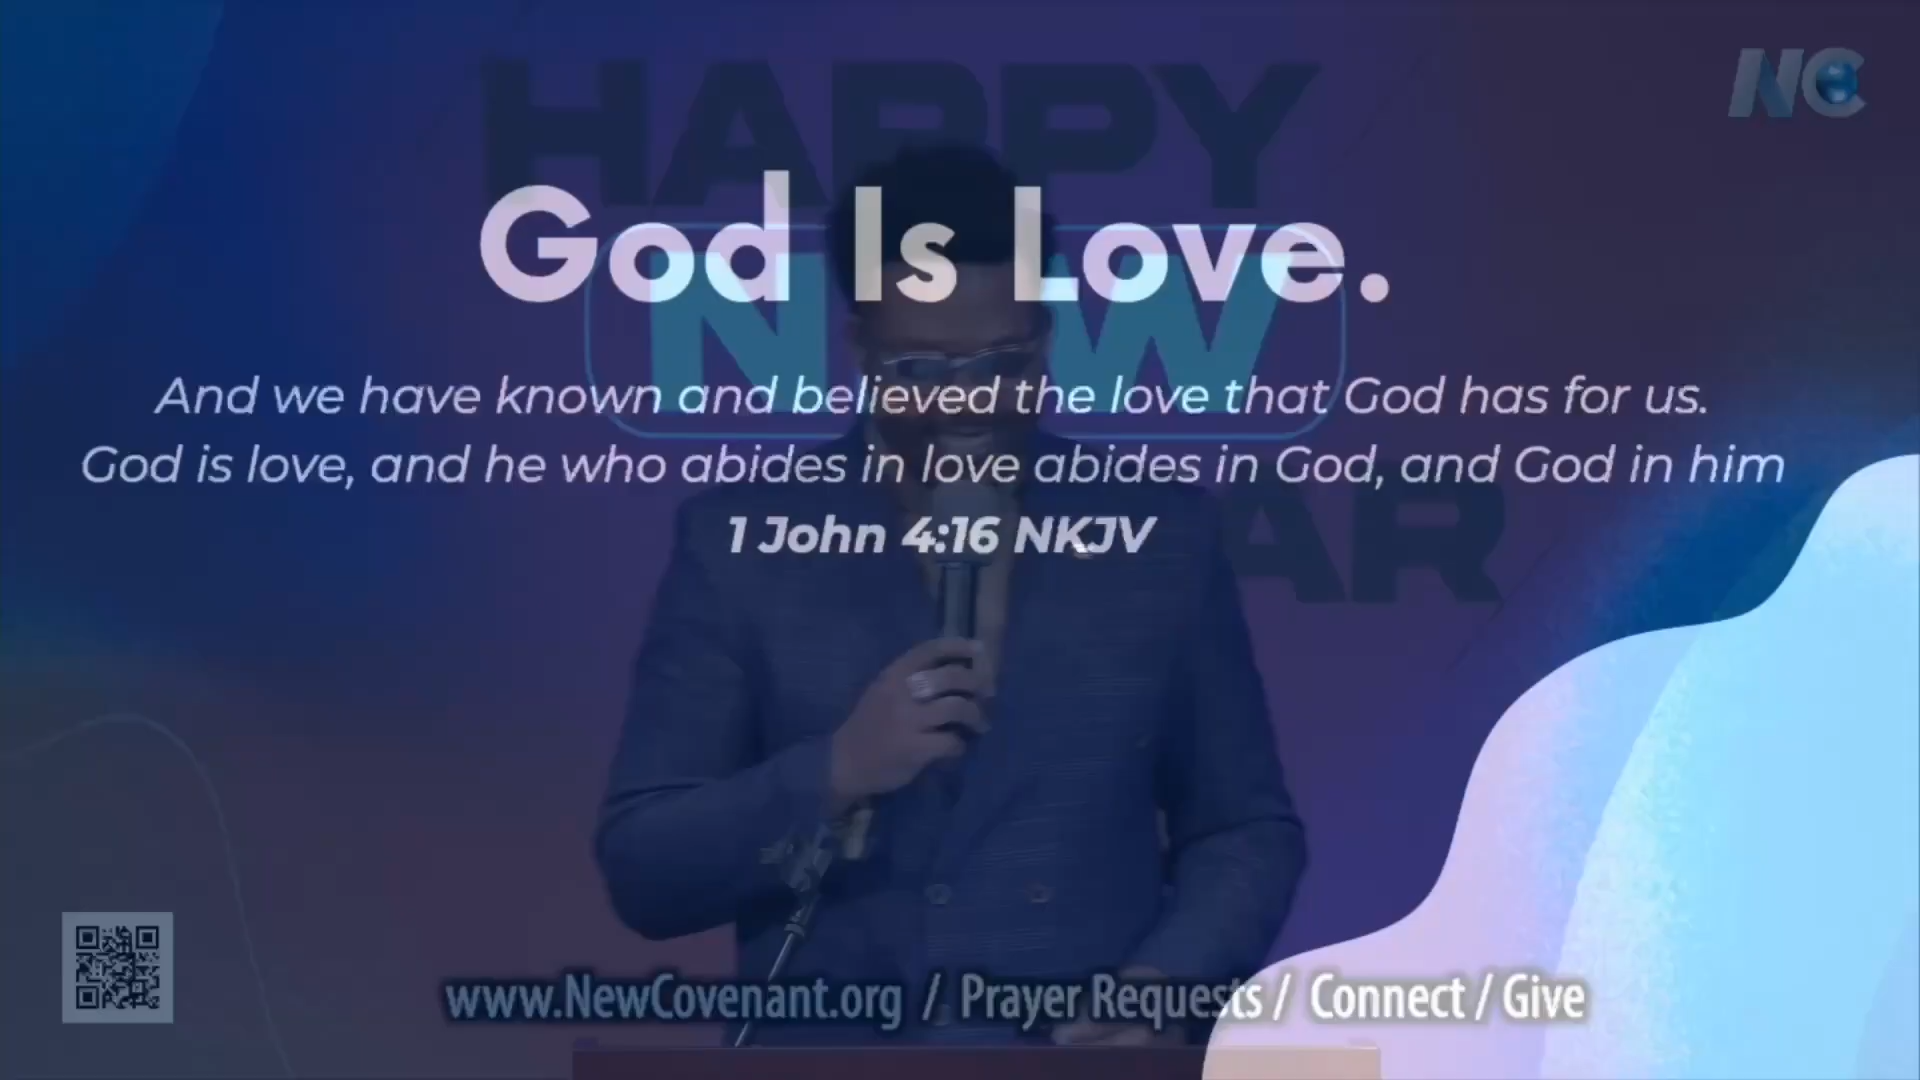 HAPPY
NC
God Is Love.
And we have known and believed the love that God has for us.
God is love, and he who abides in love abides in God, and God in him
1 John 4:16 NKJV
www.NewCovenant.org / Prayer Requests / Connect / Give